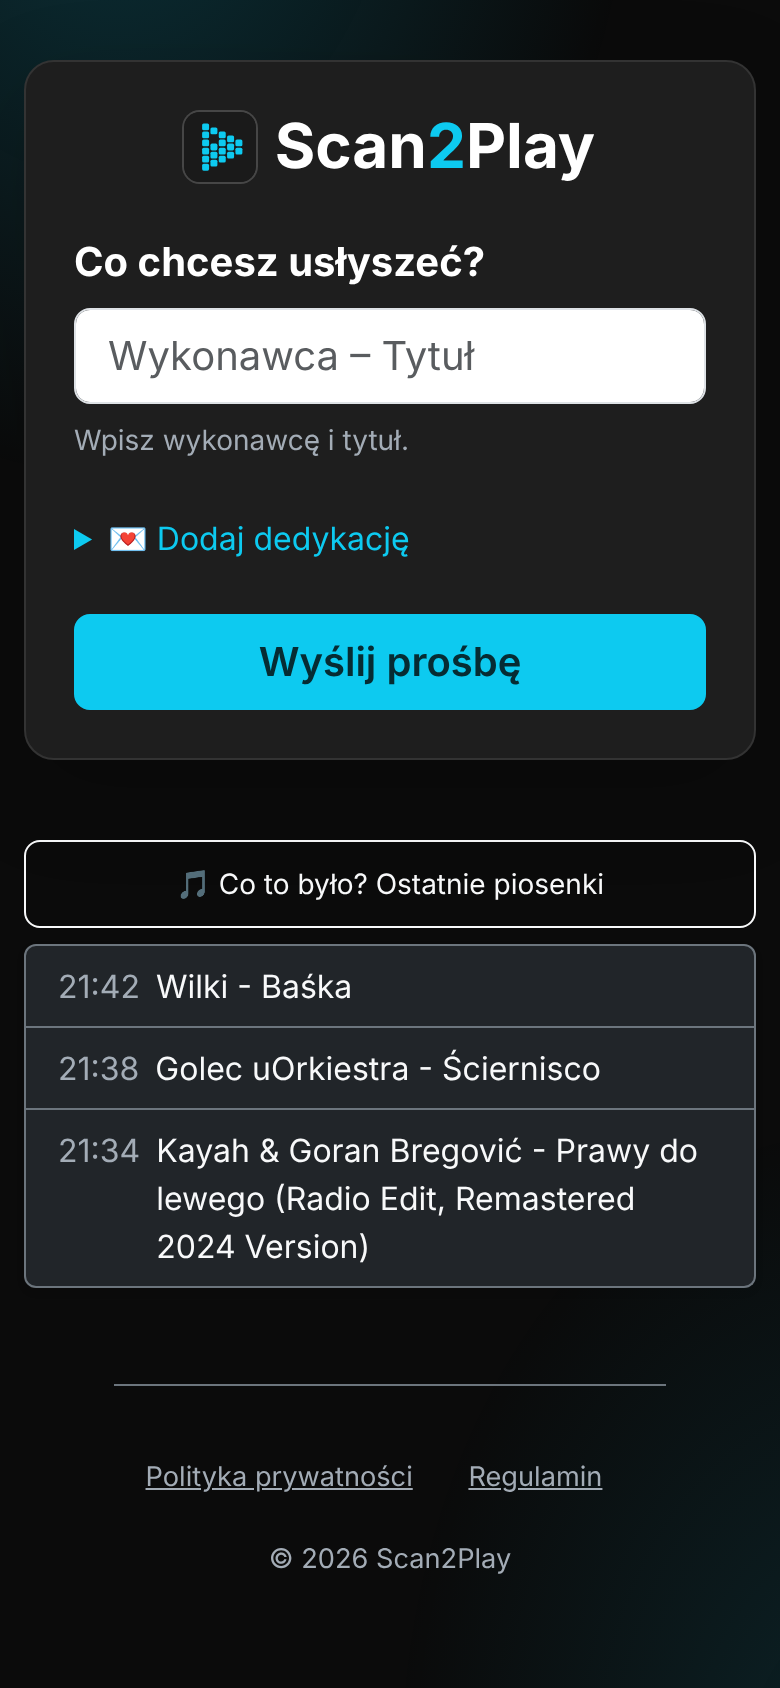 Scan2Play
Co chcesz usłyszeć?
Wykonawca – Tytuł
Wpisz wykonawcę i tytuł.
💌 Dodaj dedykację
Wyślij prośbę
🎵 Co to było? Ostatnie piosenki
21:42 Wilki - Baśka
21:38 Golec uOrkiestra - Ściernisco
21:34 Kayah & Goran Bregović - Prawy do
lewego (Radio Edit, Remastered
2024 Version)
Polityka prywatności Regulamin
© 2026 Scan2Play